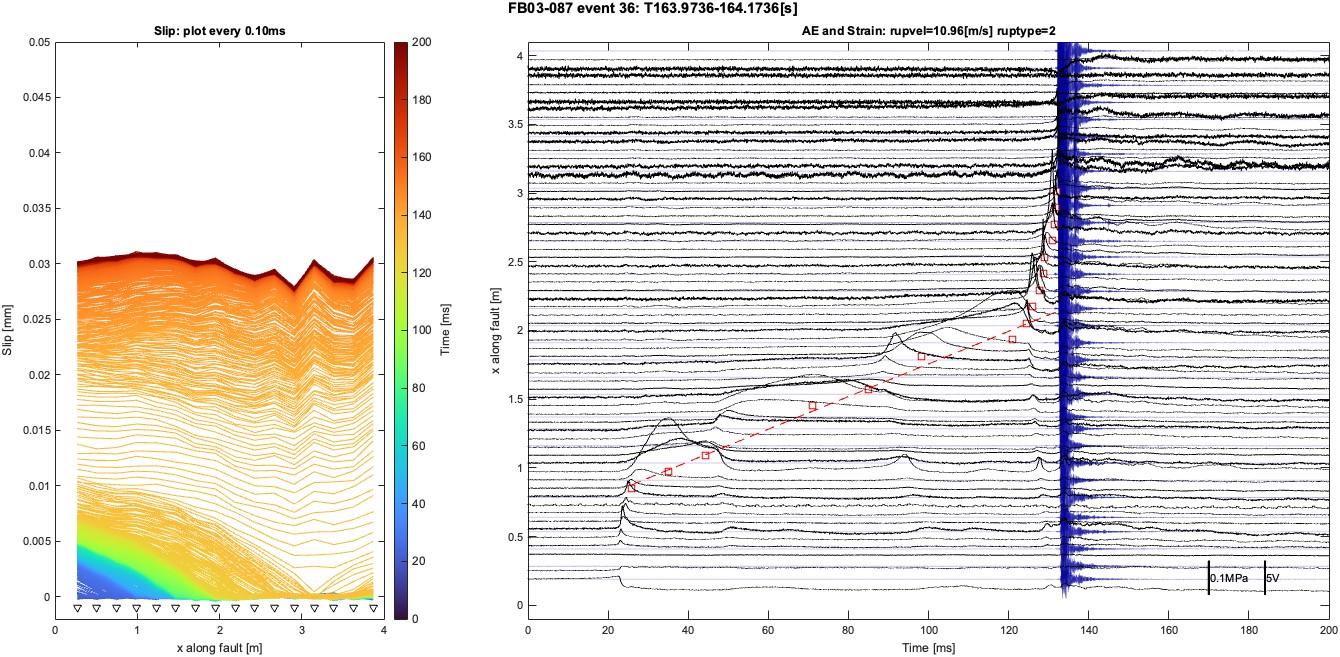 FB03-087 event 36: T163.9736-164.1736[s]
Slip: plot every 0.10ms
0.05
0.045
0.04
0.035
0.03
0.025
0.02
0.015
0.01
0.005
0
Slip [mm]
0 1 2 3 4
x along fault [m]
200
180
160
140
120
100
80
60
40
20
0
Time [ms]
AE and Strain: rupvel=10.96[m/s] ruptype=2
4
3.5
3
2.5
2
1.5
1
0.5
0
x along fault [m]
0.1MPa 5V
0 20 40 60 80 100 120 140 160 180 200
Time [ms]